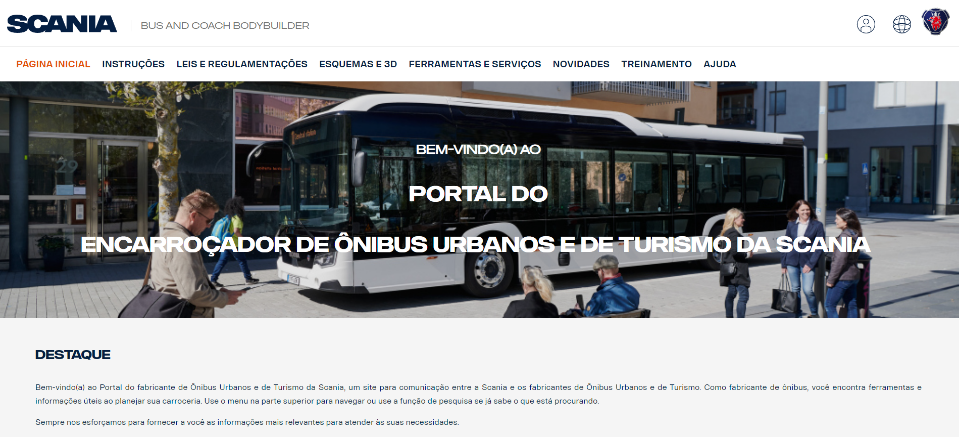 SCANIA
BUS AND COACH BODYBUILDER
PÁGINA INICIAL INSTRUÇÕES LEIS E REGULAMENTAÇÕES ESQUEMAS E 3D FERRAMENTAS E SERVIÇOS NOVIDADES TREINAMENTO AJUDA
BEM-VINDO(A) AO
PORTAL DO
ENCARROÇADOR DE ÔNIBUS URBANOS E DE TURISMO DA SCANIA
29
DESTAQUE
Bem-vindo(a) ao Portal do fabricante de Ônibus Urbanos e de Turismo da Scania, um site para comunicação entre a Scania e os fabricantes de Ônibus Urbanos e de Turismo. Como fabricante de ônibus, você encontra ferramentas e
informações úteis ao planejar sua carroceria. Use o menu na parte superior para navegar ou use a função de pesquisa se já sabe o que está procurando.
Sempre nos esforçamos para fornecer a você as informações mais relevantes para atender às suas necessidades.